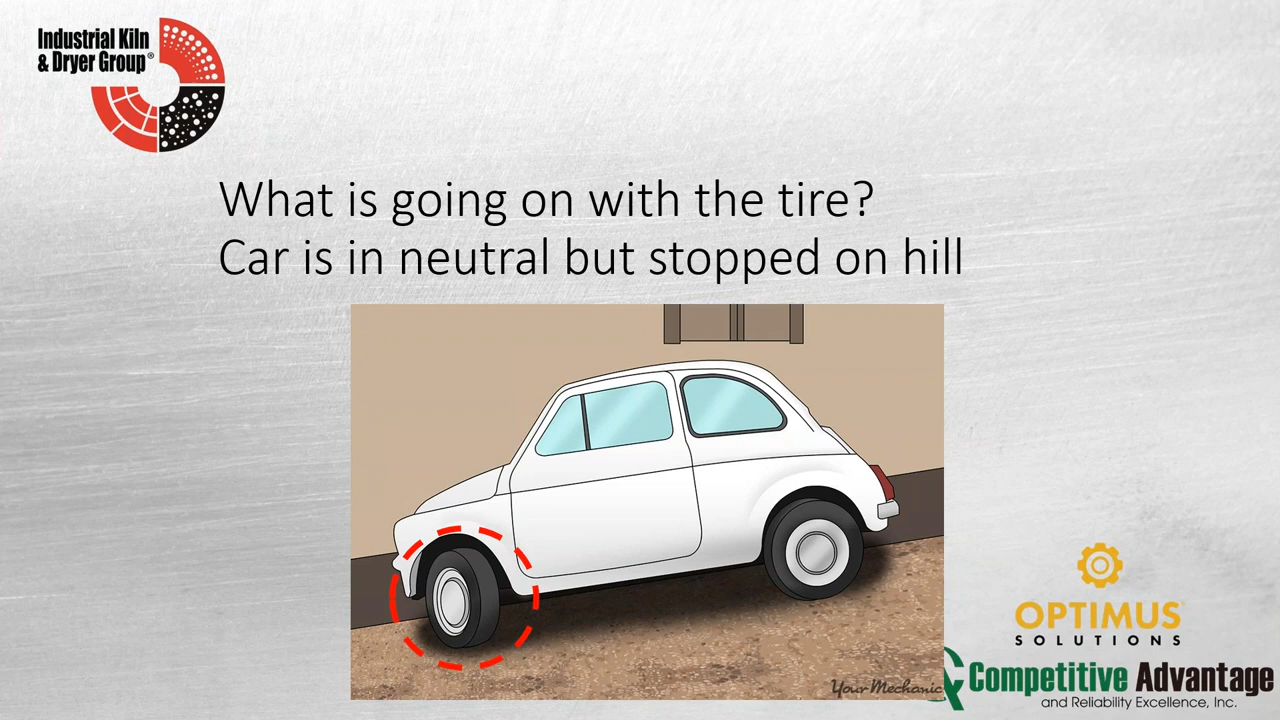 Industrial Kiln
& Dryer Group®
What is going on with the tire?
Car is in neutral but stopped on hill
YourMechanic
OPTIMUS
SOLUTIONS
Competitive Advantage
and Reliability Excellence, Inc.